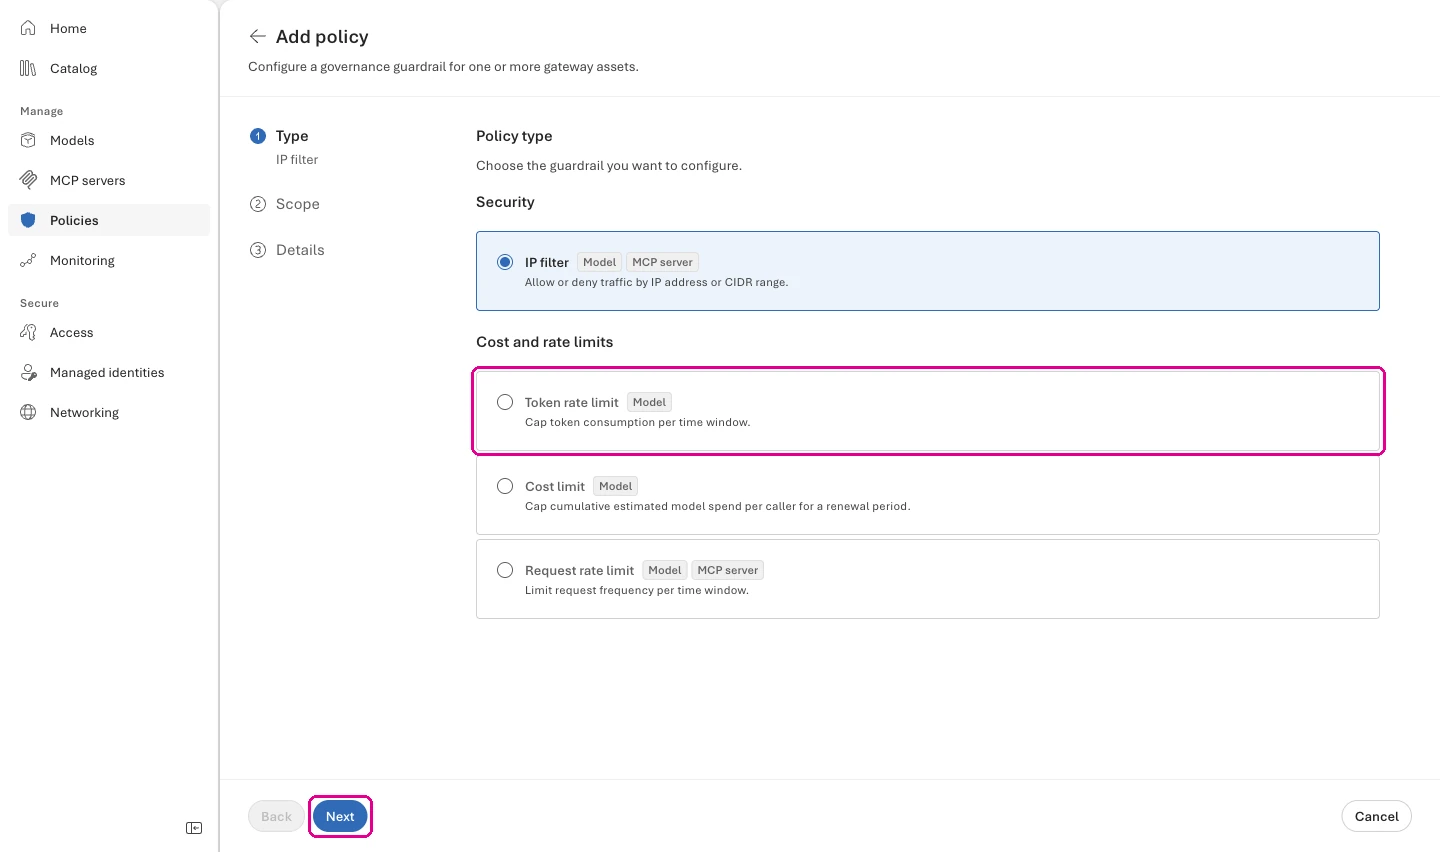 Home
Catalog
Manage
Models
MCP servers
Policies
Monitoring
Secure
Access
Managed identities
Networking
Add policy
Configure a governance guardrail for one or more gateway assets.
1 Type
IP filter
2 Scope
3 Details
Policy type
Choose the guardrail you want to configure.
Security
IP filter Model MCP server
Allow or deny traffic by IP address or CIDR range.
Cost and rate limits
Token rate limit Model
Cap token consumption per time window.
Cost limit Model
Cap cumulative estimated model spend per caller for a renewal period.
Request rate limit Model MCP server
Limit request frequency per time window.
Back Next Cancel